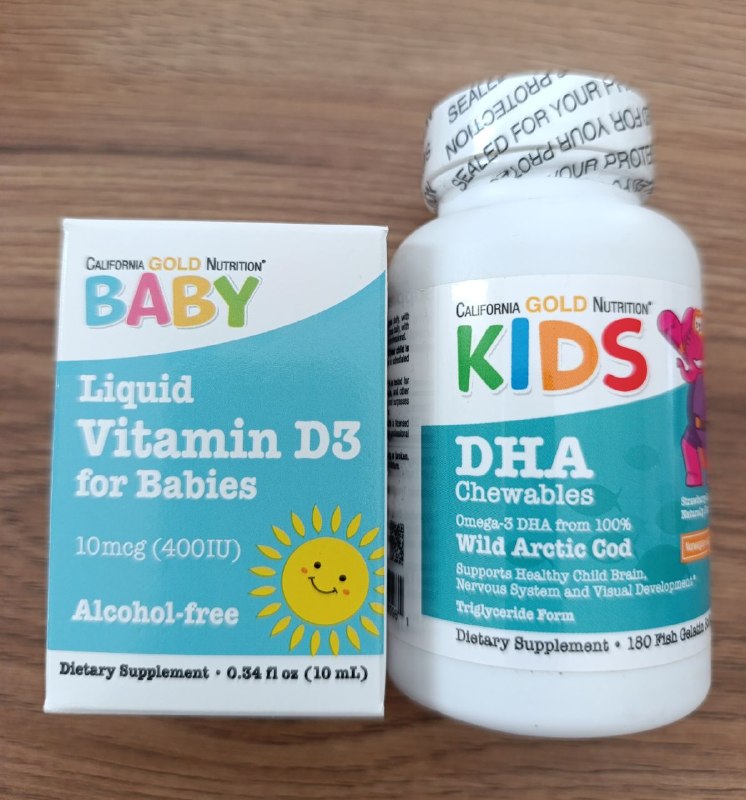 CALIFORNIA GOLD NUTRITION®
BABY
Liquid
Vitamin D3
for Babies
10mcg (400IU)
Alcohol-free
Dietary Supplement • 0.34 fl oz (10 mL)
SEALED FOR YOUR PROTECTION
CALIFORNIA GOLD NUTRITION®
KIDS
DHA
Chewables
Omega-3 DHA from 100%
Wild Arctic Cod
Supports Healthy Child Brain,
Nervous System and Visual Development*
Triglyceride Form
Strawberry
Naturally
Dietary Supplement • 180 Fish Gelatin